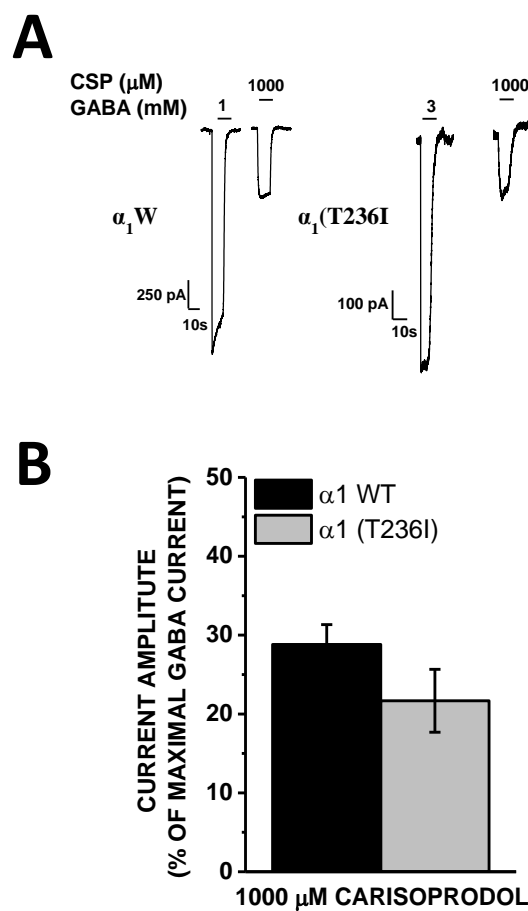 A
CSP (μM) 1000 1000
GABA (mM) 1 3
α1W α1(T236I
250 pA 100 pA
10s 10s
B
CURRENT AMPLITUTE
(% OF MAXIMAL GABA CURRENT)
50
40
30
20
10
0
α1 WT
α1 (T236I)
1000 μM CARISOPRODOL